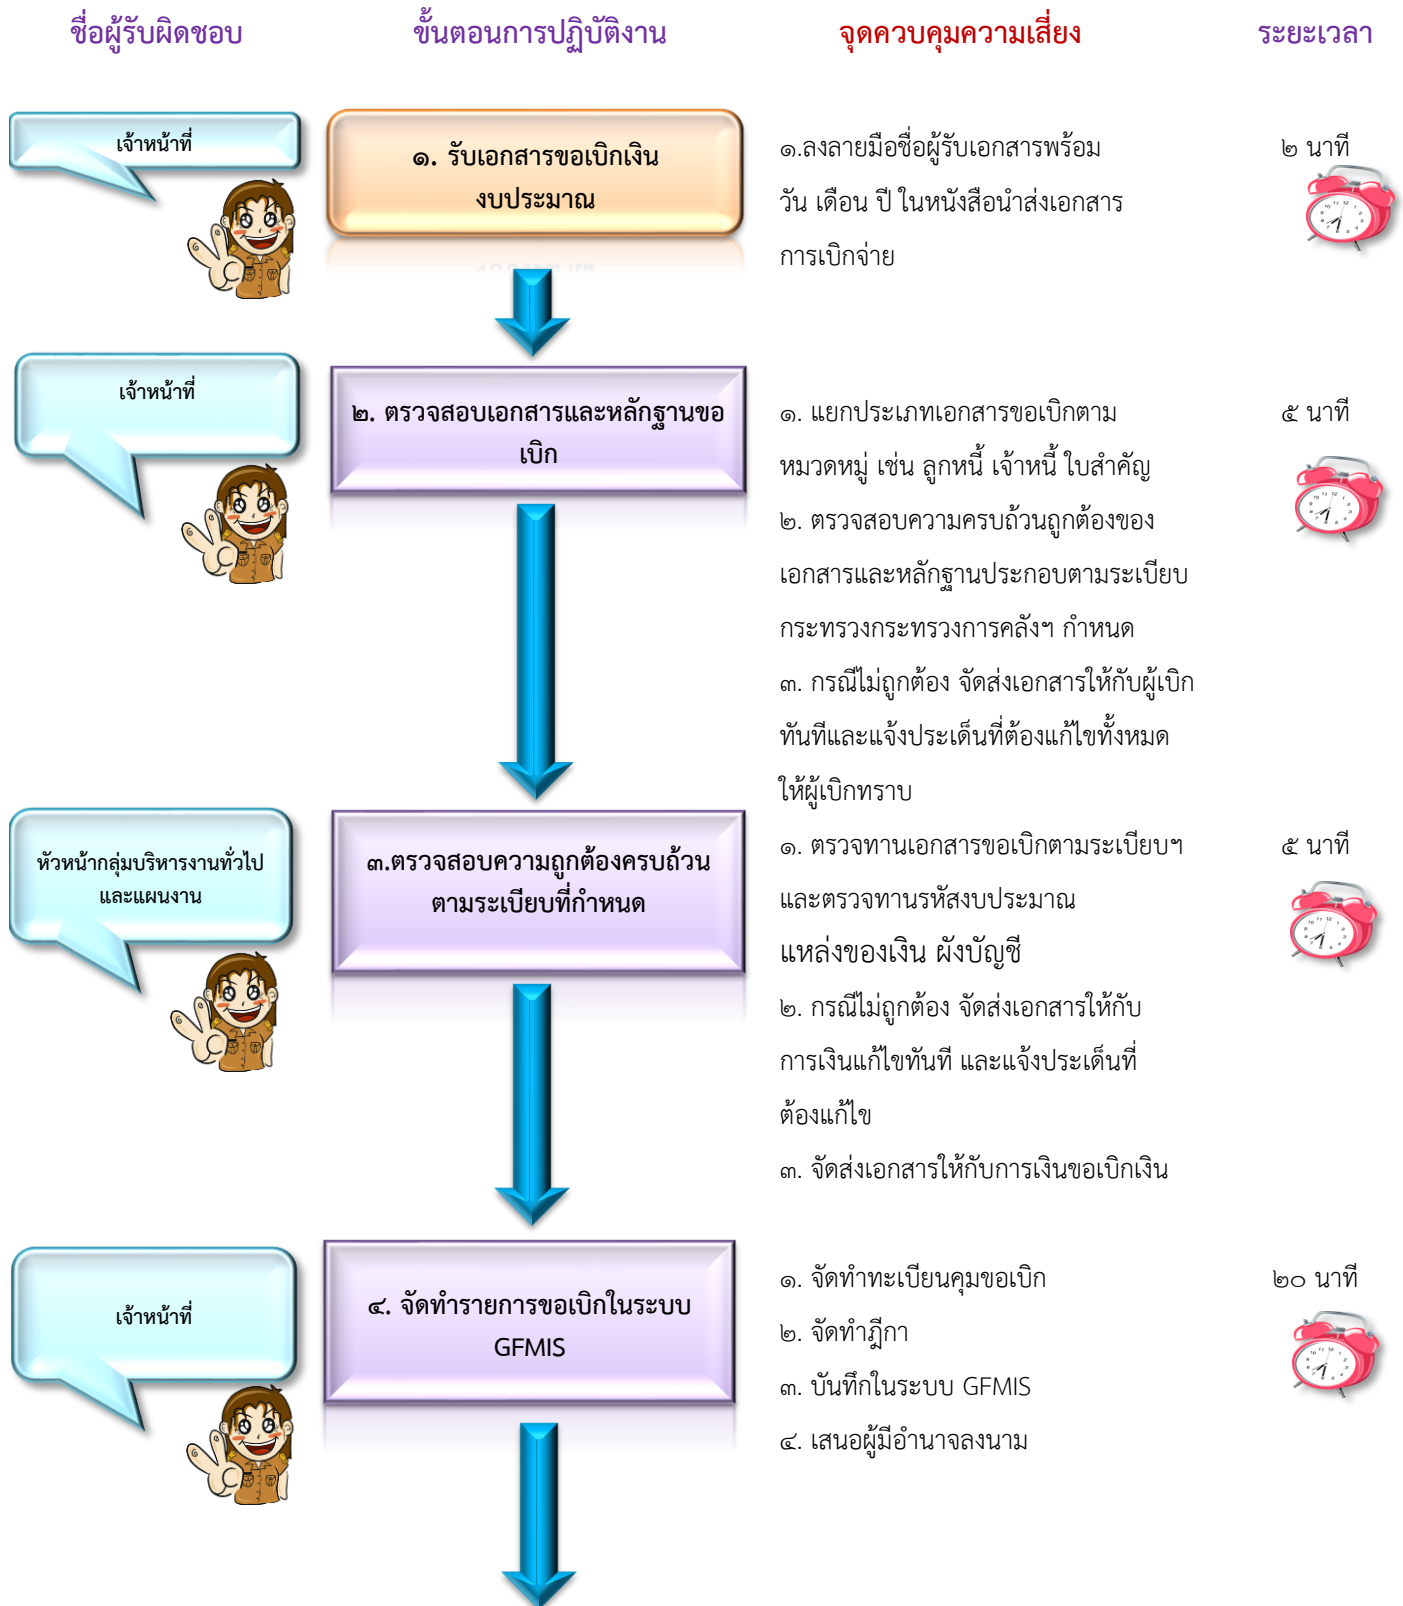 ชื่อผู้รับผิดชอบ ขั้นตอนการปฏิบัติงาน จุดควบคุมความเสี่ยง ระยะเวลา
เจ้าหน้าที่
๑. รับเอกสารขอเบิกเงิน
งบประมาณ
๑.ลงลายมือชื่อผู้รับเอกสารพร้อม
วัน เดือน ปี ในหนังสือนำส่งเอกสาร
การเบิกจ่าย
๒ นาที
เจ้าหน้าที่
๒. ตรวจสอบเอกสารและหลักฐานขอ
เบิก
๑. แยกประเภทเอกสารขอเบิกตาม
หมวดหมู่ เช่น ลูกหนี้ เจ้าหนี้ ใบสำคัญ
๒. ตรวจสอบความครบถ้วนถูกต้องของ
เอกสารและหลักฐานประกอบตามระเบียบ
กระทรวงกระทรวงการคลังฯ กำหนด
๓. กรณีไม่ถูกต้อง จัดส่งเอกสารให้กับผู้เบิก
ทันทีและแจ้งประเด็นที่ต้องแก้ไขทั้งหมด
ให้ผู้เบิกทราบ
๕ นาที
หัวหน้ากลุ่มบริหารงานทั่วไป
และแผนงาน
๓.ตรวจสอบความถูกต้องครบถ้วน
ตามระเบียบที่กำหนด
๑. ตรวจทานเอกสารขอเบิกตามระเบียบฯ
และตรวจทานรหัสงบประมาณ
แหล่งของเงิน ผังบัญชี
๒. กรณีไม่ถูกต้อง จัดส่งเอกสารให้กับ
การเงินแก้ไขทันที และแจ้งประเด็นที่
ต้องแก้ไข
๓. จัดส่งเอกสารให้กับการเงินขอเบิกเงิน
๕ นาที
เจ้าหน้าที่
๔. จัดทำรายการขอเบิกในระบบ
GFMIS
๑. จัดทำทะเบียนคุมขอเบิก
๒. จัดทำฎีกา
๓. บันทึกในระบบ GFMIS
๔. เสนอผู้มีอำนาจลงนาม
๒๐ นาที